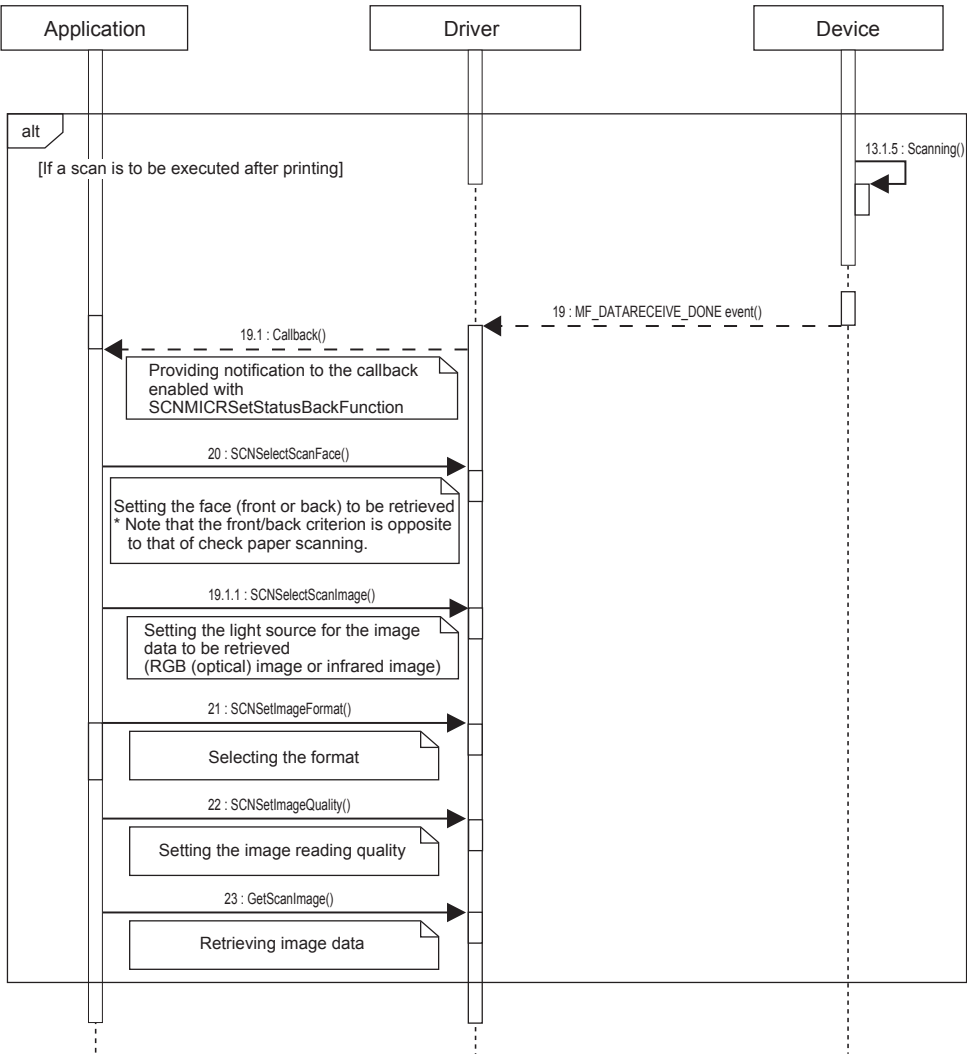 Application
Driver
Device
alt
[If a scan is to be executed after printing]
13.1.5 : Scanning()
19 : MF_DATARECEIVE_DONE event()
19.1 : Callback()
Providing notification to the callback
enabled with
SCNMICRSetStatusBackFunction
20 : SCNSelectScanFace()
Setting the face (front or back) to be retrieved
* Note that the front/back criterion is opposite
to that of check paper scanning.
19.1.1 : SCNSelectScanImage()
Setting the light source for the image
data to be retrieved
(RGB (optical) image or infrared image)
21 : SCNSetImageFormat()
Selecting the format
22 : SCNSetImageQuality()
Setting the image reading quality
23 : GetScanImage()
Retrieving image data